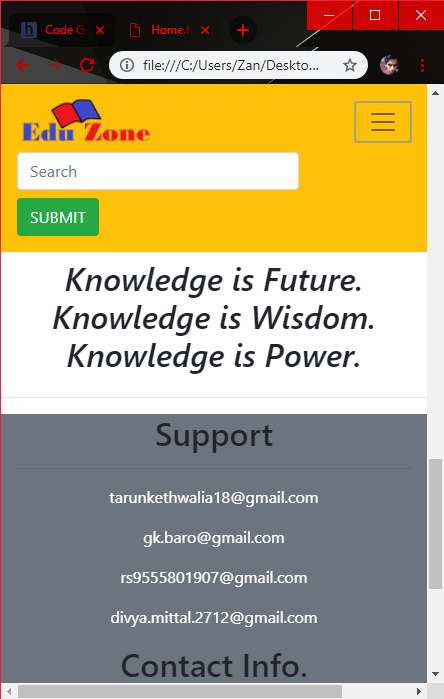 Code G
Home.h
file:///C:/Users/Zan/Deskto...
Edu Zone
Search
SUBMIT
Knowledge is Future.
Knowledge is Wisdom.
Knowledge is Power.
Support
tarunkethwalia18@gmail.com
gk.baro@gmail.com
rs9555801907@gmail.com
divya.mittal.2712@gmail.com
Contact Info.